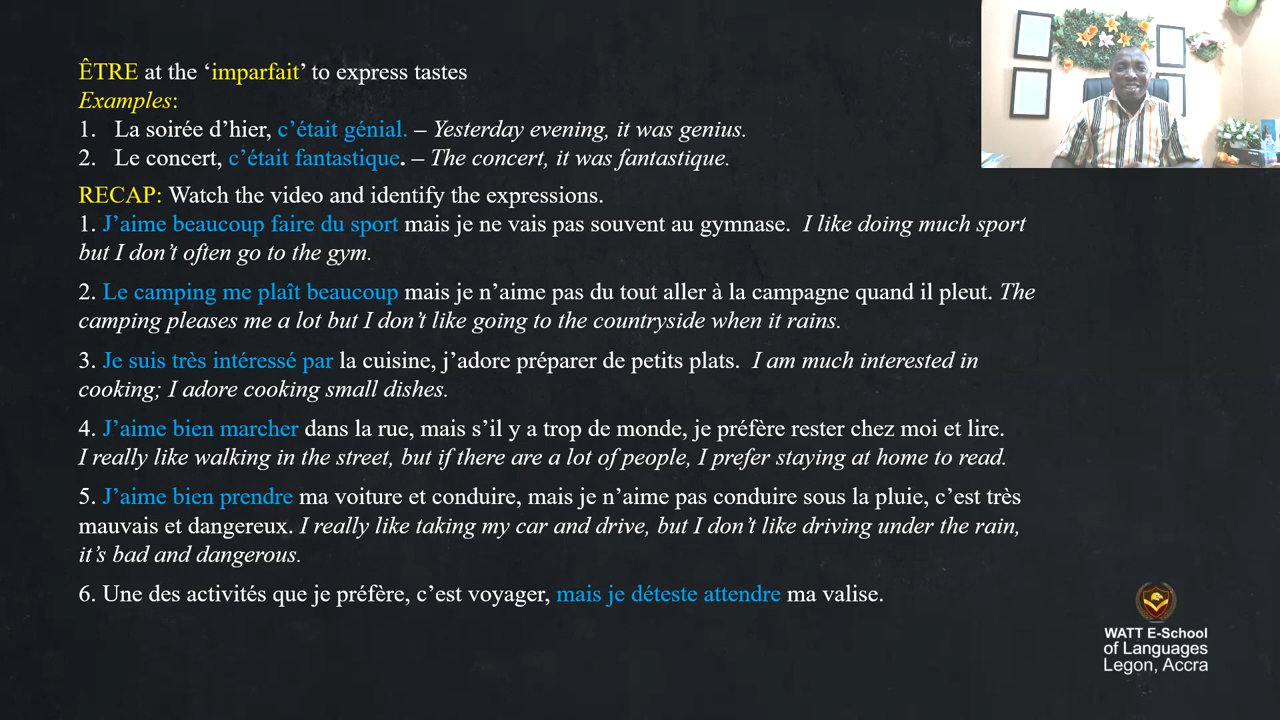 ÊTRE at the ‘imparfait’ to express tastes
Examples:
1. La soirée d’hier, c’était génial. – Yesterday evening, it was genius.
2. Le concert, c’était fantastique. – The concert, it was fantastique.
RECAP: Watch the video and identify the expressions.
1. J’aime beaucoup faire du sport mais je ne vais pas souvent au gymnase. I like doing much sport
but I don’t often go to the gym.
2. Le camping me plaît beaucoup mais je n’aime pas du tout aller à la campagne quand il pleut. The
camping pleases me a lot but I don’t like going to the countryside when it rains.
3. Je suis très intéressé par la cuisine, j’adore préparer de petits plats. I am much interested in
cooking; I adore cooking small dishes.
4. J’aime bien marcher dans la rue, mais s’il y a trop de monde, je préfère rester chez moi et lire.
I really like walking in the street, but if there are a lot of people, I prefer staying at home to read.
5. J’aime bien prendre ma voiture et conduire, mais je n’aime pas conduire sous la pluie, c’est très
mauvais et dangereux. I really like taking my car and drive, but I don’t like driving under the rain,
it’s bad and dangerous.
6. Une des activités que je préfère, c’est voyager, mais je déteste attendre ma valise.
WATT E-School
of Languages
Legon, Accra